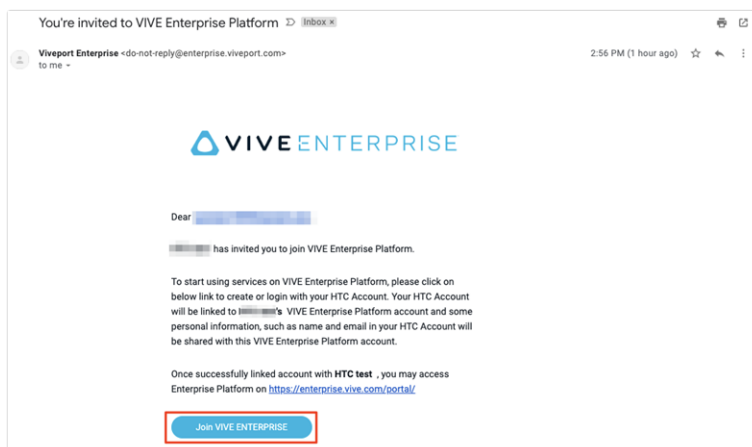 You're invited to VIVE Enterprise Platform Inbox ×
Viveport Enterprise <do-not-reply@enterprise.viveport.com> 2:56 PM (1 hour ago)
to me
VIVE ENTERPRISE
Dear
has invited you to join VIVE Enterprise Platform.
To start using services on VIVE Enterprise Platform, please click on
below link to create or login with your HTC Account. Your HTC Account
will be linked to 's VIVE Enterprise Platform account and some
personal information, such as name and email in your HTC Account will
be shared with this VIVE Enterprise Platform account.
Once successfully linked account with HTC test , you may access
Enterprise Platform on https://enterprise.vive.com/portal/
Join VIVE ENTERPRISE